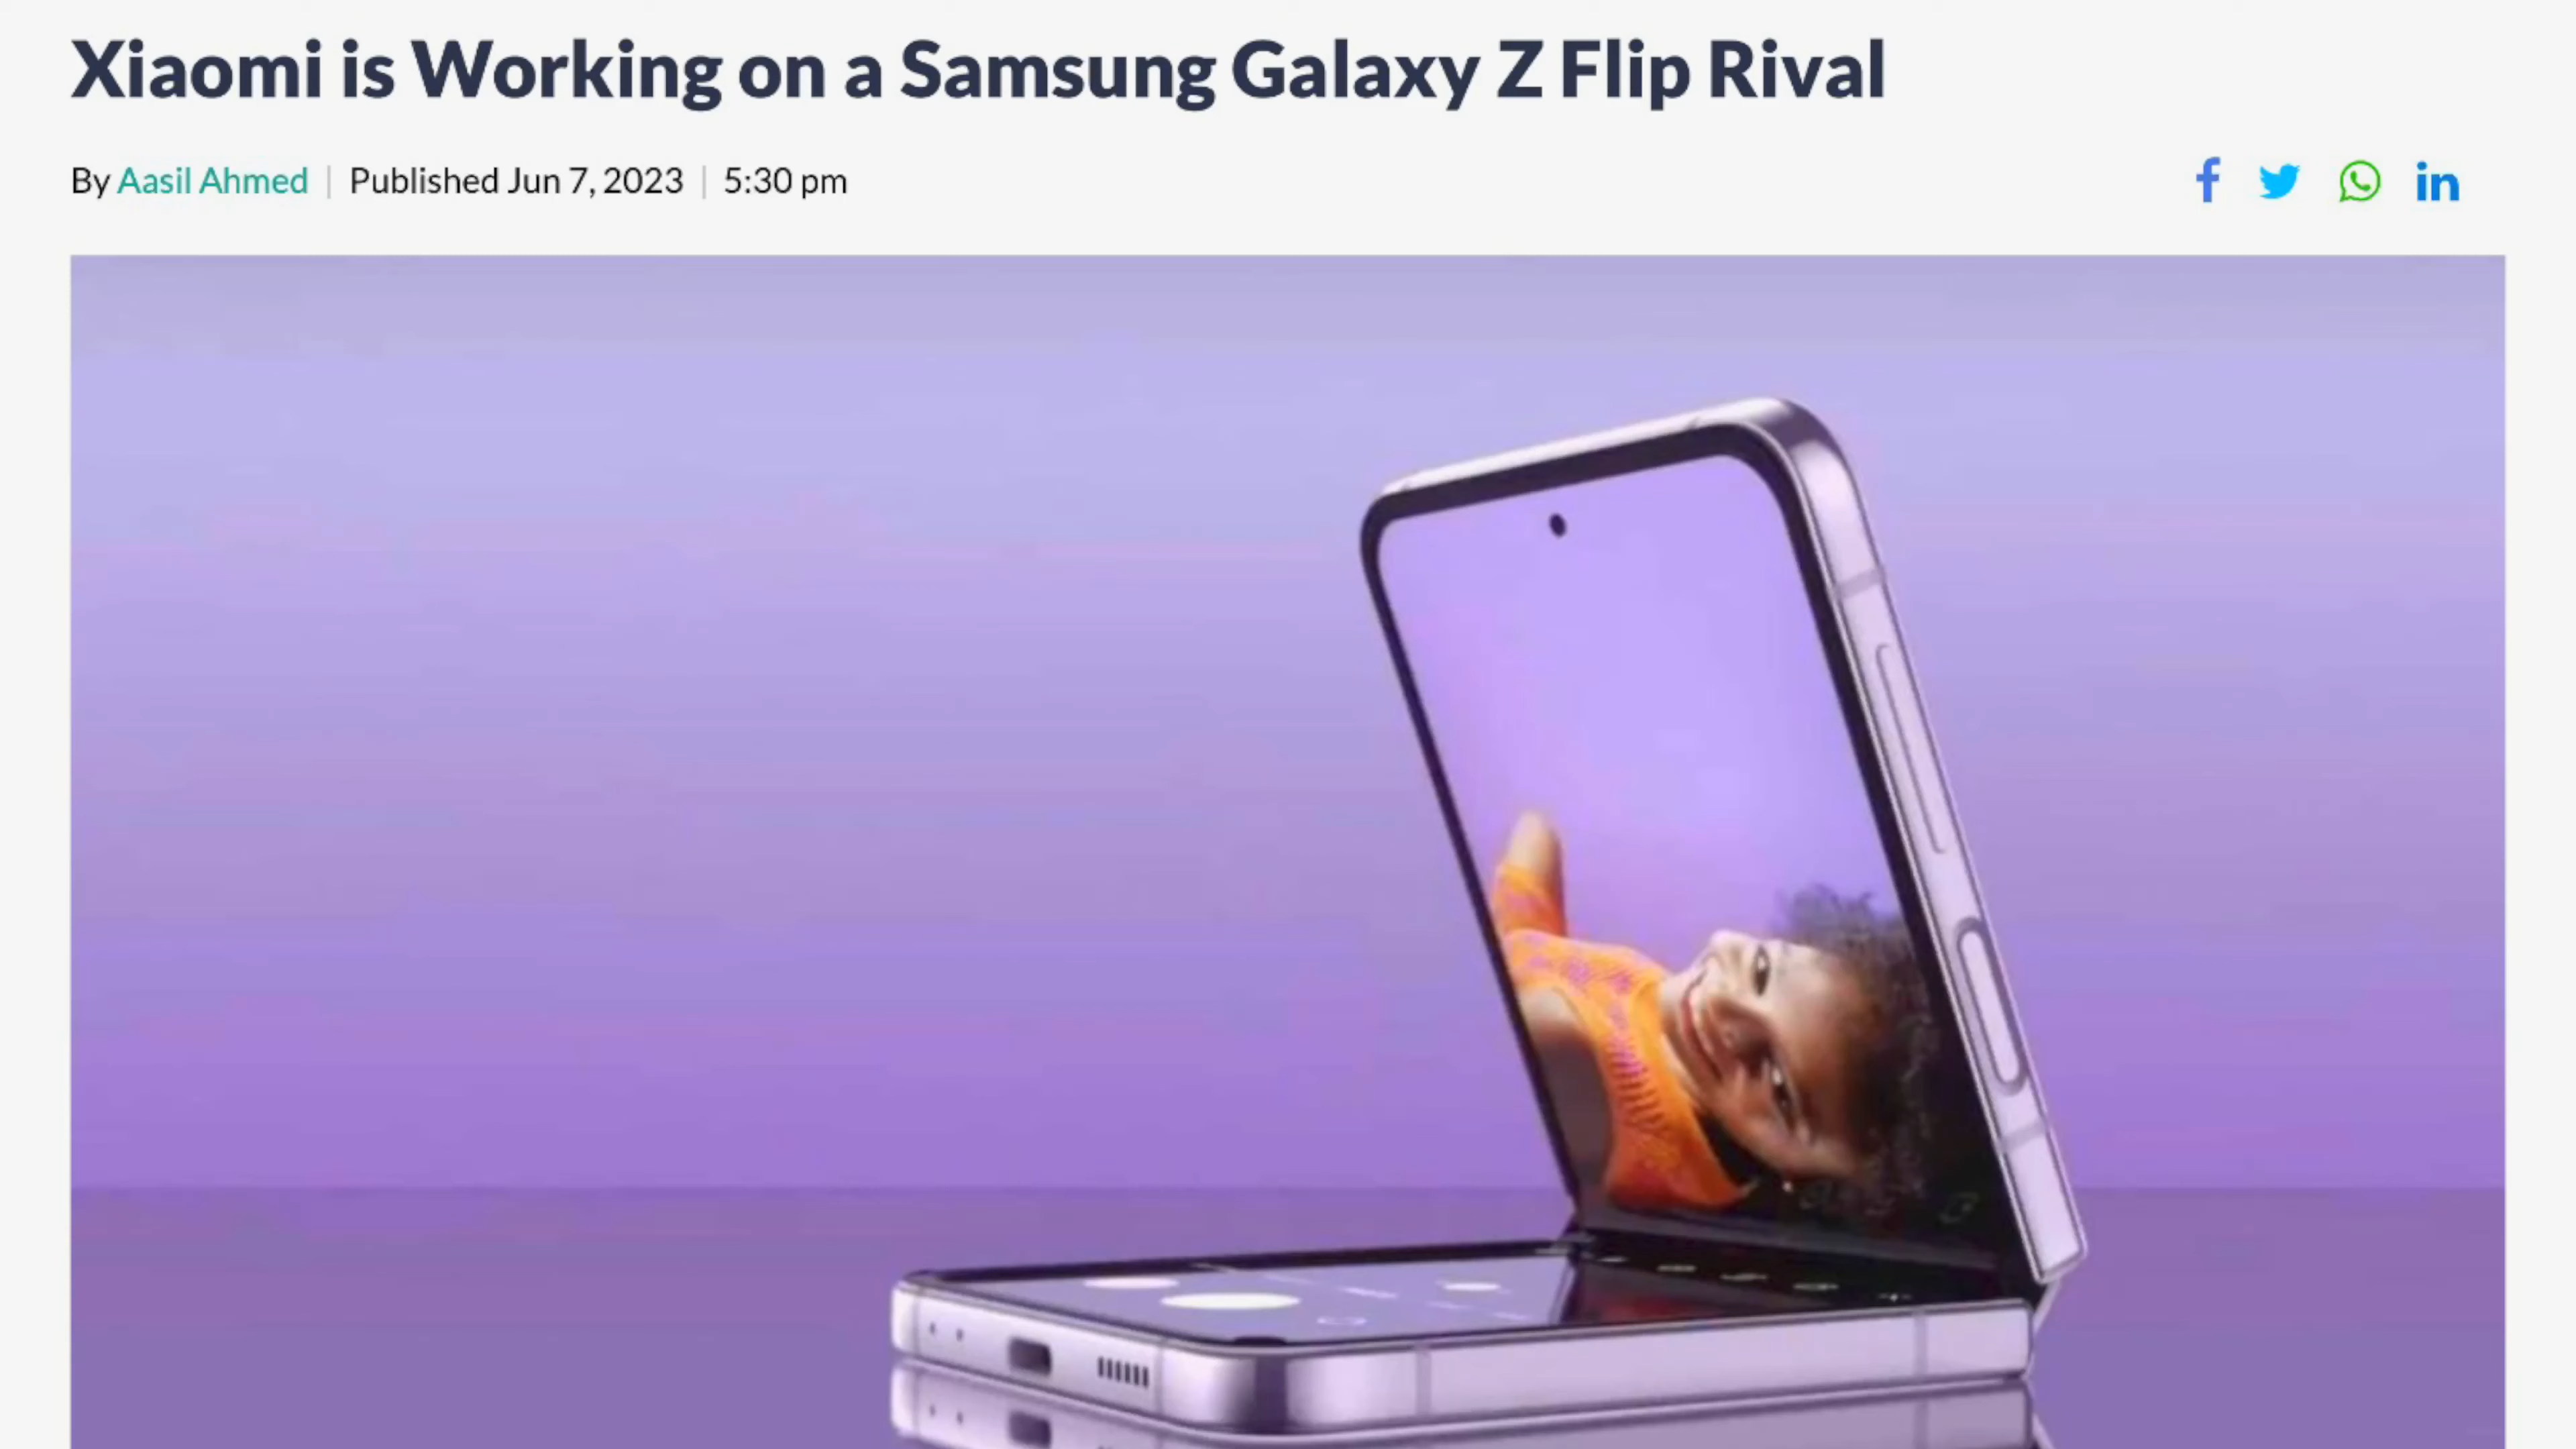 Xiaomi is Working on a Samsung Galaxy Z Flip Rival
By Aasil Ahmed | Published Jun 7, 2023 | 5:30 pm